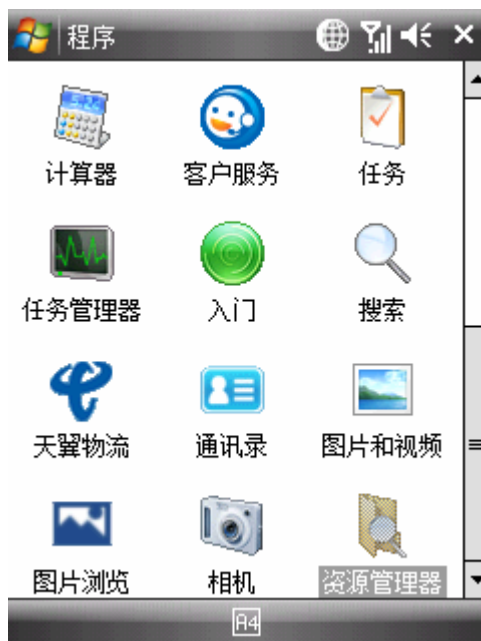 程序
计算器 客户服务 任务
任务管理器 入门 搜索
天翼物流 通讯录 图片和视频
图片浏览 相机 资源管理器
A4